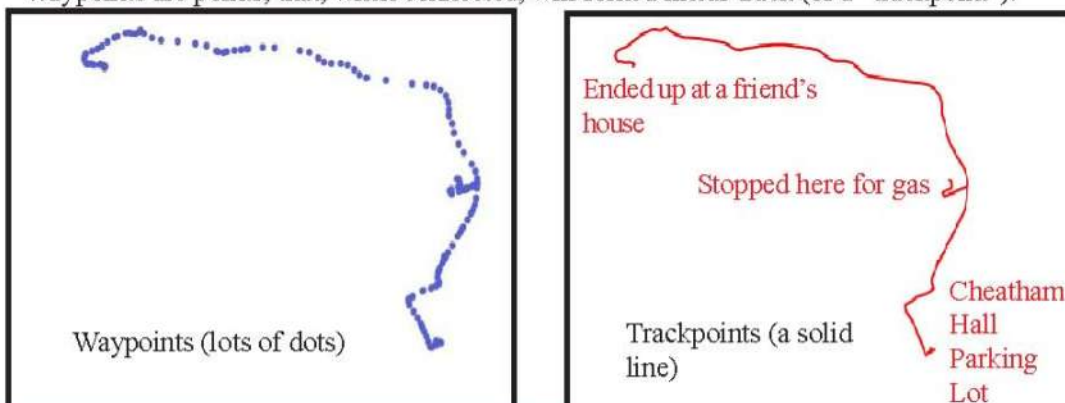 Ended up at a friend's
house
Stopped here for gas
Waypoints (lots of dots)
Trackpoints (a solid
line)
Cheatham
Hall
Parking
Lot